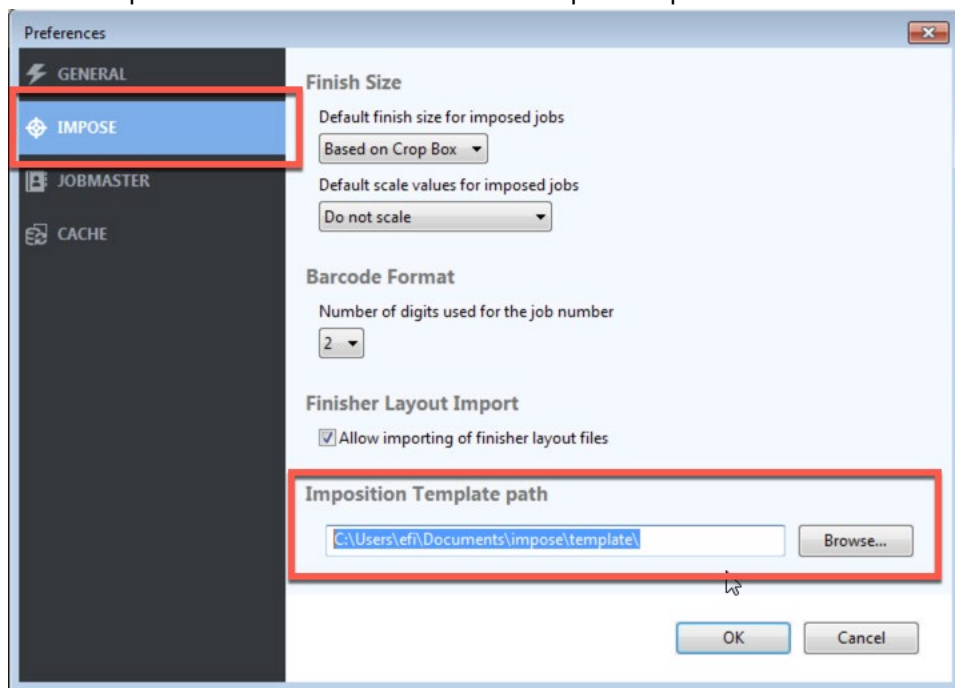 Preferences
GENERAL
IMPOSE
JOBMASTER
CACHE
Finish Size
Default finish size for imposed jobs
Based on Crop Box
Default scale values for imposed jobs
Do not scale
Barcode Format
Number of digits used for the job number
2
Finisher Layout Import
Allow importing of finisher layout files
Imposition Template path
C:\Users\efi\Documents\impose\template\
Browse...
OK
Cancel